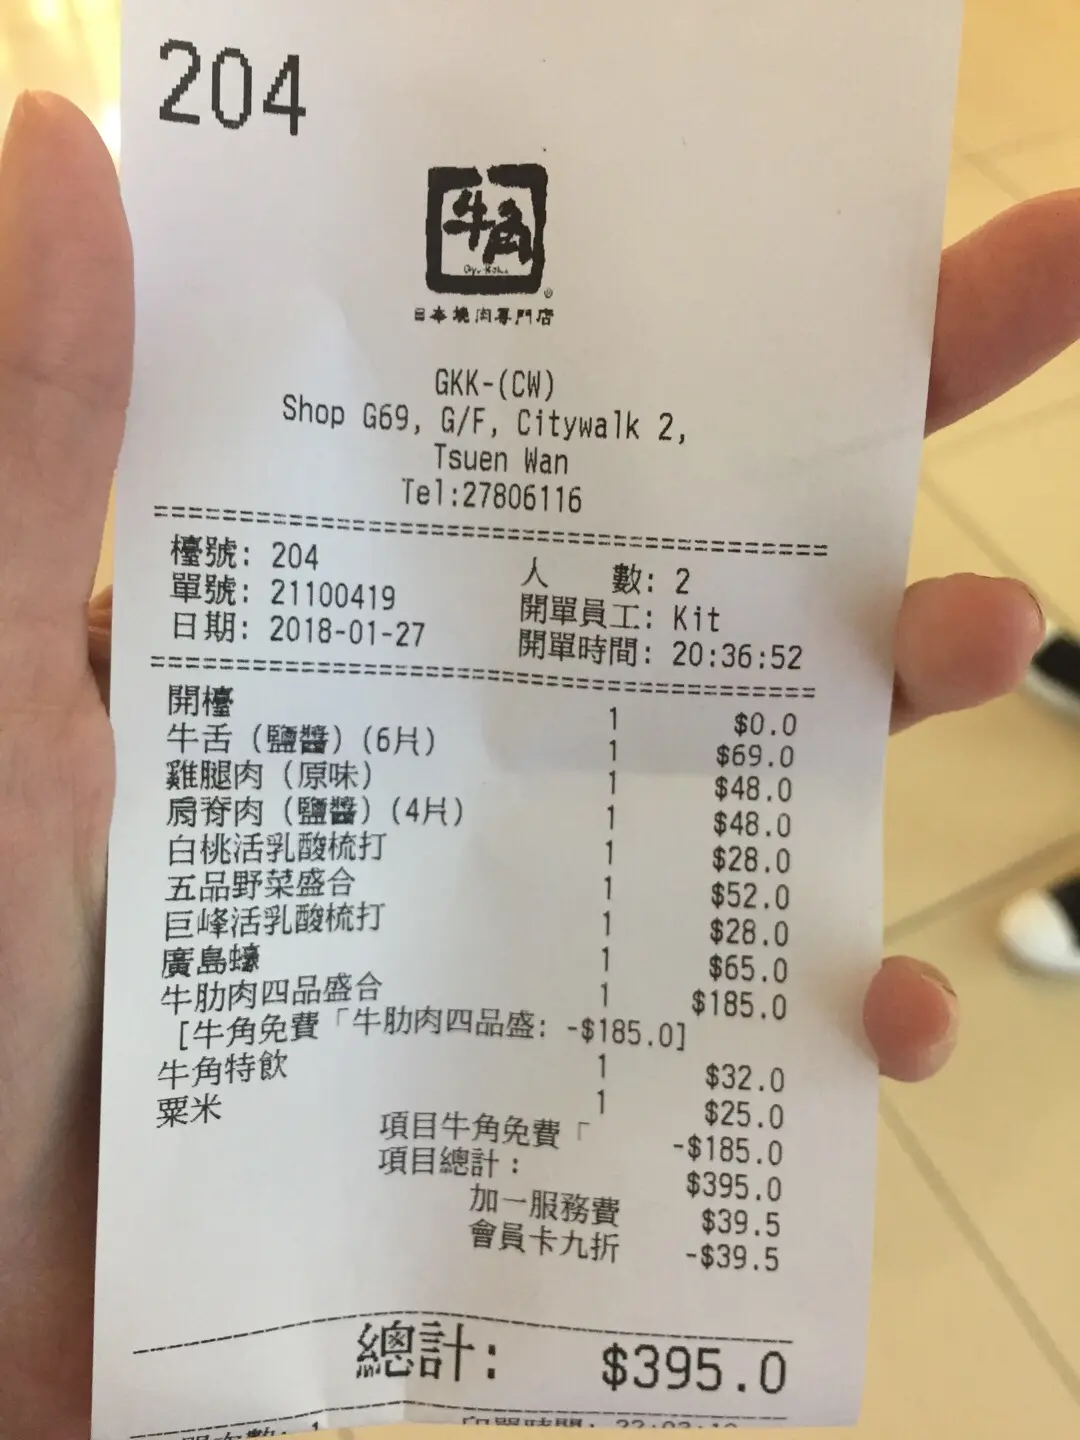 204
牛角
Gyu-Kaku
日本燒肉專門店
GKK-(CW)
Shop G69, G/F, Citywalk 2,
Tsuen Wan
Tel:27806116
檯號: 204 人 數: 2
單號: 21100419 開單員工: Kit
日期: 2018-01-27 開單時間: 20:36:52
開檯 1 $0.0
牛舌 (鹽醬) (6片) 1 $69.0
雞腿肉 (原味) 1 $48.0
肩脊肉 (鹽醬) (4片) 1 $48.0
白桃活乳酸梳打 1 $28.0
五品野菜盛合 1 $52.0
巨峰活乳酸梳打 1 $28.0
廣島蠔 1 $65.0
牛肋肉四品盛合 1 $185.0
[牛角免費「牛肋肉四品盛: -$185.0]
牛角特飲 1 $32.0
粟米 1 $25.0
項目牛角免費「 -$185.0
項目總計: $395.0
加一服務費 $39.5
會員卡九折 -$39.5
總計: $395.0